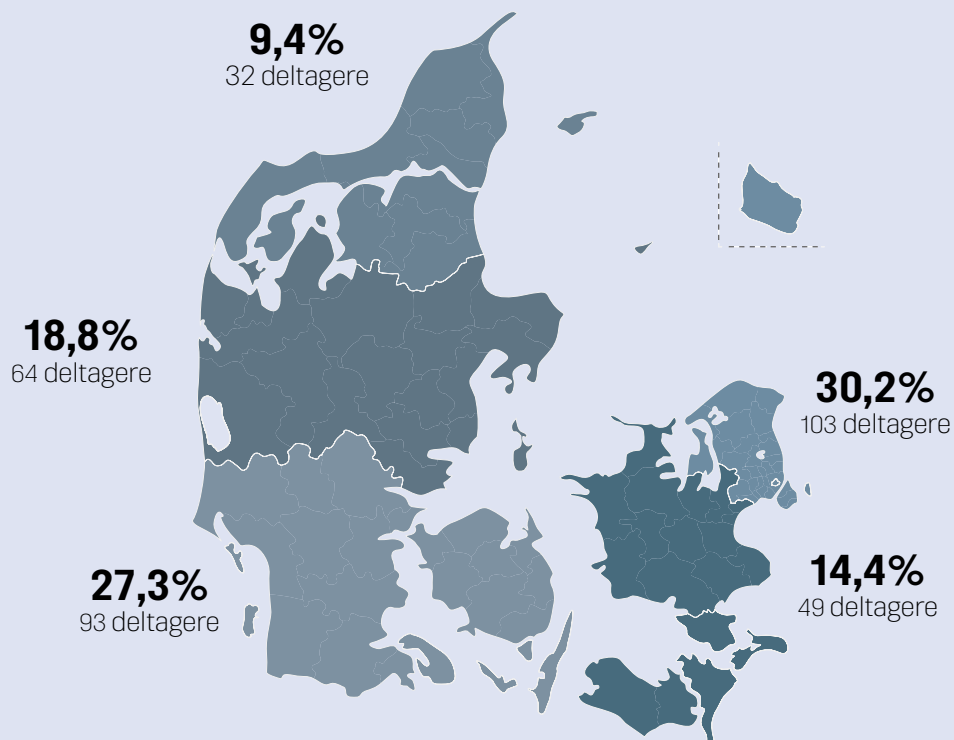 9,4%
32 deltagere
18,8%
64 deltagere
30,2%
103 deltagere
27,3%
93 deltagere
14,4%
49 deltagere